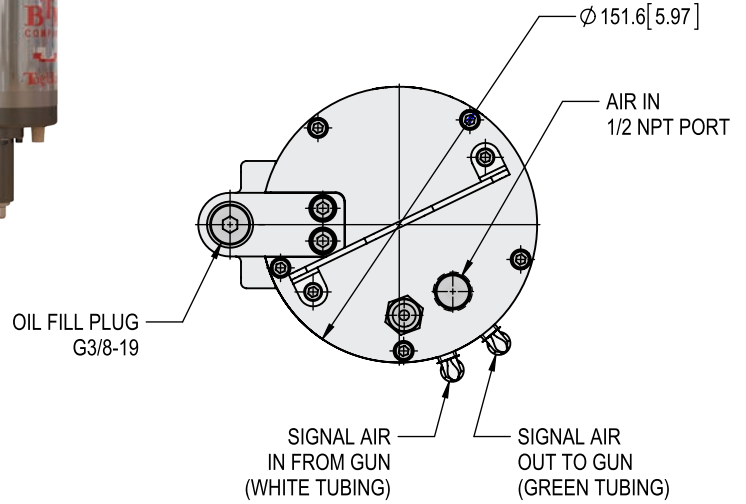 Ø 151.6[5.97]
AIR IN
1/2 NPT PORT
OIL FILL PLUG
G3/8-19
SIGNAL AIR
IN FROM GUN
(WHITE TUBING)
SIGNAL AIR
OUT TO GUN
(GREEN TUBING)